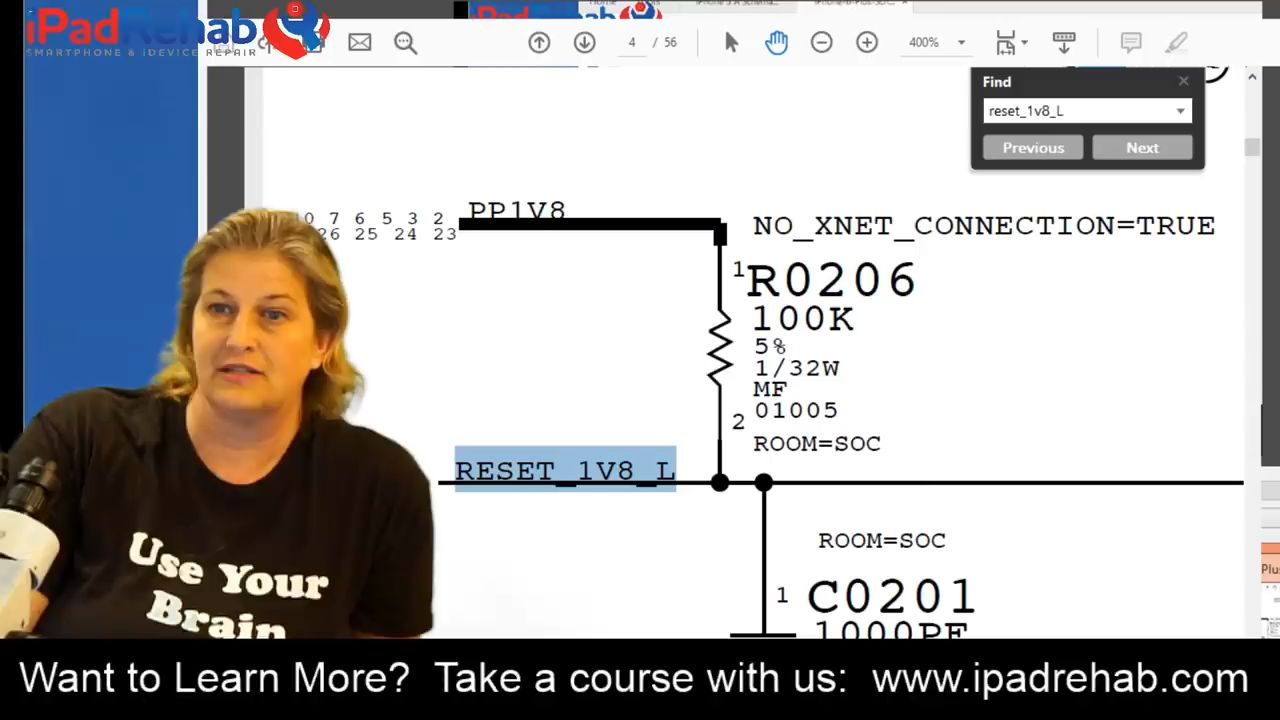 iPadRehab
SMARTPHONE & IDEVICE REPAIR
4 / 56
400%
Find
reset_1v8_L
Previous
Next
7 6 5 3 2
26 25 24 23
PP1V8
NO_XNET_CONNECTION=TRUE
1
R0206
100K
5%
1/32W
MF
01005
2
ROOM=SOC
RESET_1V8_L
ROOM=SOC
1
C0201
1000PF
Plus
Use Your
Brain
Want to Learn More? Take a course with us: www.ipadrehab.com